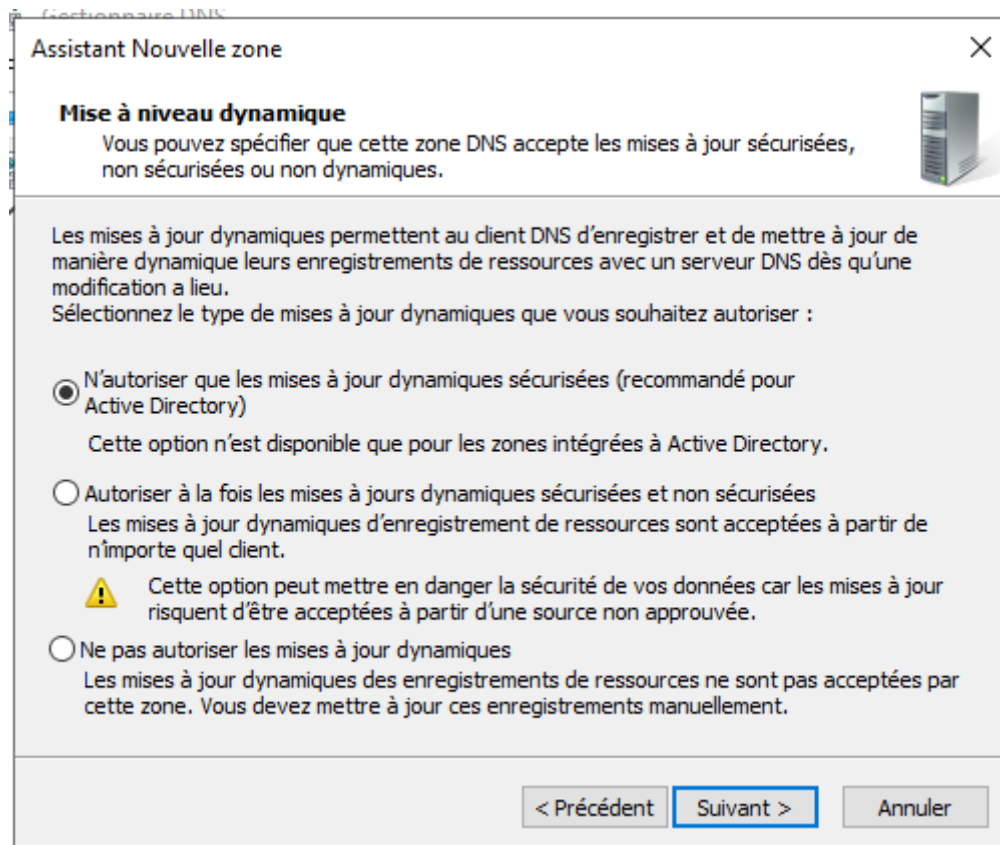 Gestionnaire DNS
Assistant Nouvelle zone
Mise à niveau dynamique
Vous pouvez spécifier que cette zone DNS accepte les mises à jour sécurisées,
non sécurisées ou non dynamiques.
Les mises à jour dynamiques permettent au client DNS d'enregistrer et de mettre à jour de
manière dynamique leurs enregistrements de ressources avec un serveur DNS dès qu'une
modification a lieu.
Sélectionnez le type de mises à jour dynamiques que vous souhaitez autoriser :
N'autoriser que les mises à jour dynamiques sécurisées (recommandé pour
Active Directory)
Cette option n'est disponible que pour les zones intégrées à Active Directory.
Autoriser à la fois les mises à jours dynamiques sécurisées et non sécurisées
Les mises à jour dynamiques d'enregistrement de ressources sont acceptées à partir de
n'importe quel client.
Cette option peut mettre en danger la sécurité de vos données car les mises à jour
risquent d'être acceptées à partir d'une source non approuvée.
Ne pas autoriser les mises à jour dynamiques
Les mises à jour dynamiques des enregistrements de ressources ne sont pas acceptées par
cette zone. Vous devez mettre à jour ces enregistrements manuellement.
< Précédent
Suivant >
Annuler